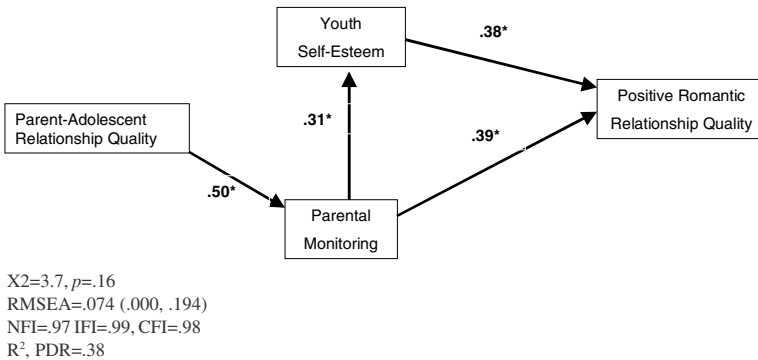 Youth
Self-Esteem
.38*
Positive Romantic
Relationship Quality
Parent-Adolescent
Relationship Quality
.31*
.39*
.50*
Parental
Monitoring
X2=3.7, p=.16
RMSEA=.074 (.000, .194)
NFI=.97 IFI=.99, CFI=.98
R², PDR=.38